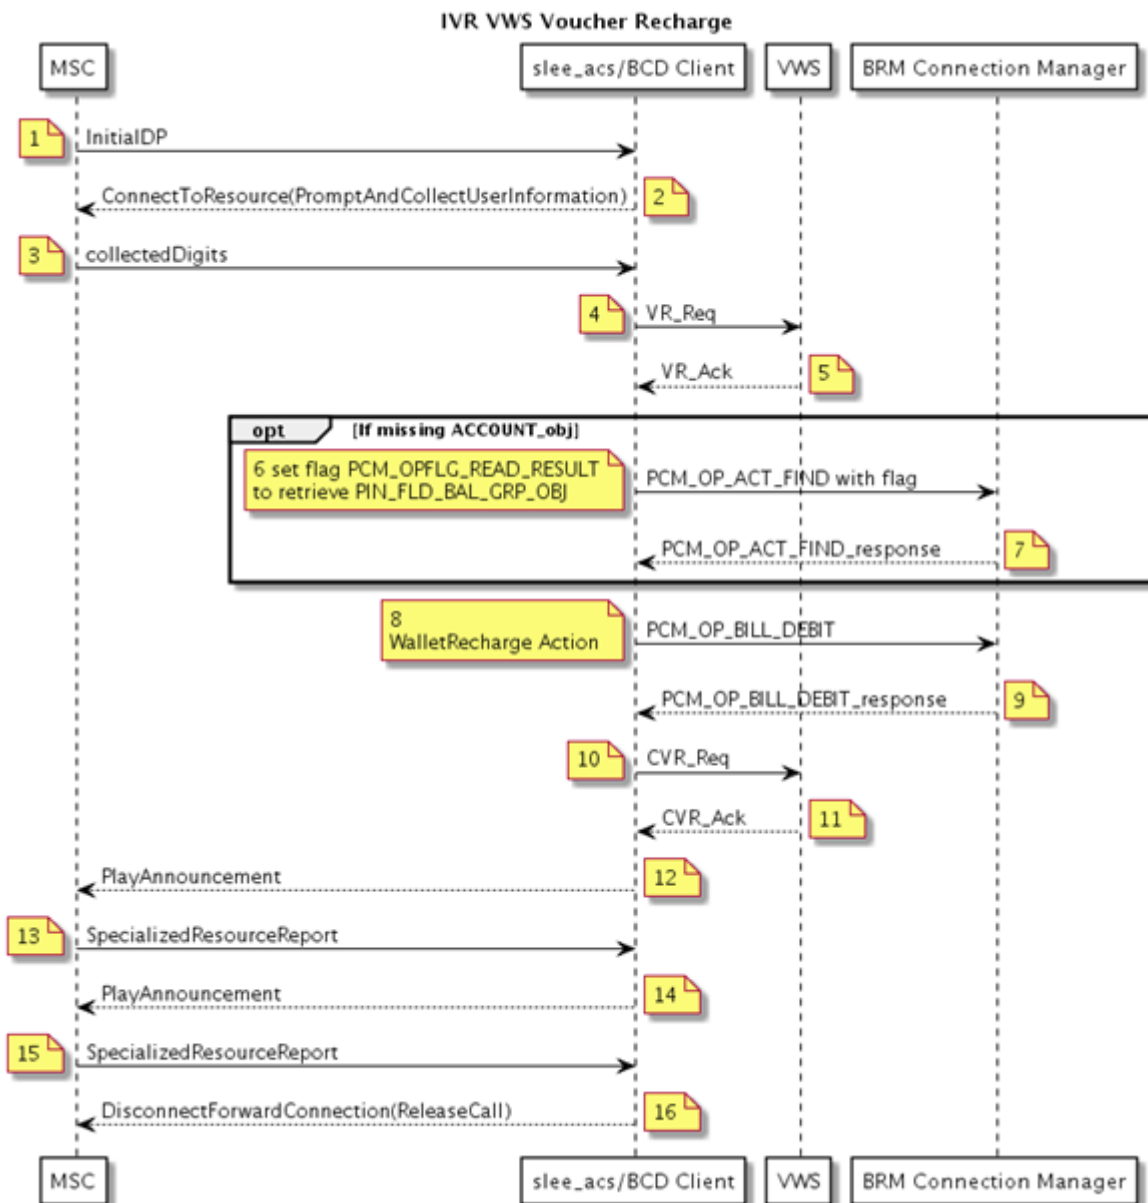 IVR VWS Voucher Recharge
MSC
slee_acs/BCD Client
VWS
BRM Connection Manager
1
InitialDP
ConnectToResource(PromptAndCollectUserInformation)
2
3
collectedDigits
4
VR_Req
VR_Ack
5
opt
[If missing ACCOUNT_obj]
6 set flag PCM_OPFLG_READ_RESULT
to retrieve PIN_FLD_BAL_GRP_OBJ
PCM_OP_ACT_FIND with flag
PCM_OP_ACT_FIND_response
7
8
WalletRecharge Action
PCM_OP_BILL_DEBIT
PCM_OP_BILL_DEBIT_response
9
10
CVR_Req
CVR_Ack
11
PlayAnnouncement
12
13
SpecializedResourceReport
PlayAnnouncement
14
15
SpecializedResourceReport
DisconnectForwardConnection(ReleaseCall)
16
MSC
slee_acs/BCD Client
VWS
BRM Connection Manager